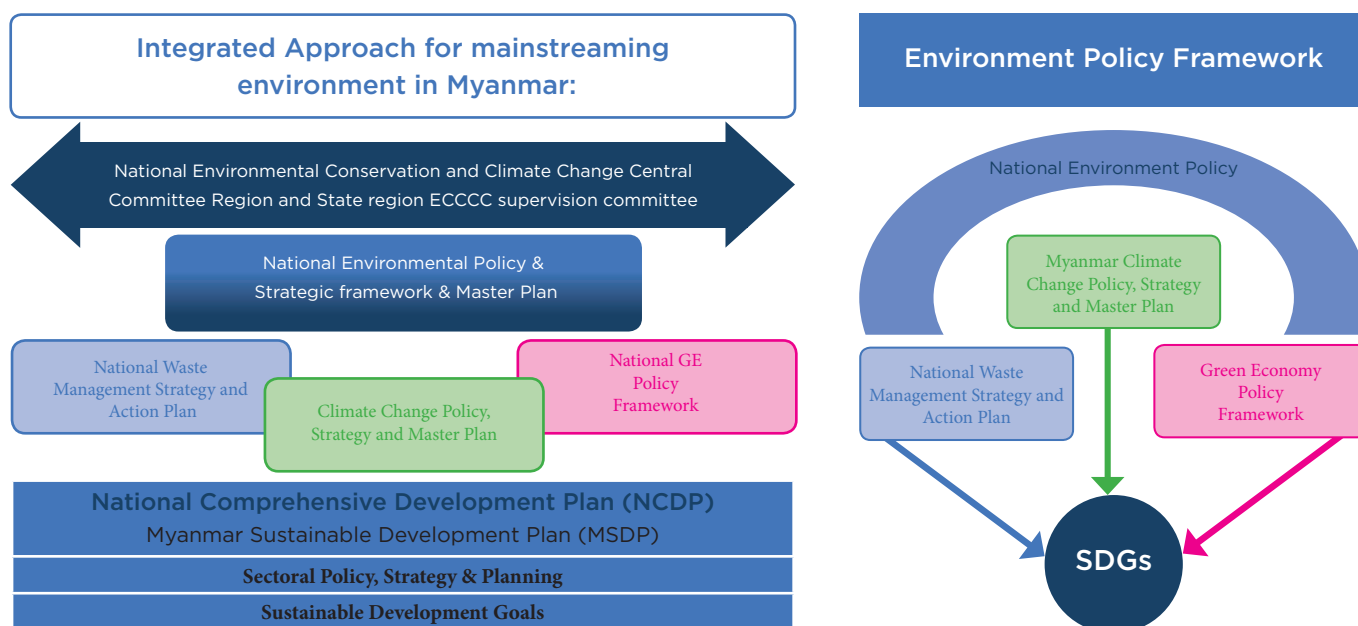 Integrated Approach for mainstreaming
environment in Myanmar:
National Environmental Conservation and Climate Change Central
Committee Region and State region ECCCC supervision committee
National Environmental Policy &
Strategic framework & Master Plan
National Waste
Management Strategy and
Action Plan
Climate Change Policy,
Strategy and Master Plan
National GE
Policy
Framework
National Comprehensive Development Plan (NCDP)
Myanmar Sustainable Development Plan (MSDP)
Sectoral Policy, Strategy & Planning
Sustainable Development Goals
Environment Policy Framework
National Environment Policy
Myanmar Climate
Change Policy, Strategy
and Master Plan
National Waste
Management Strategy and
Action Plan
Green Economy
Policy
Framework
SDGs